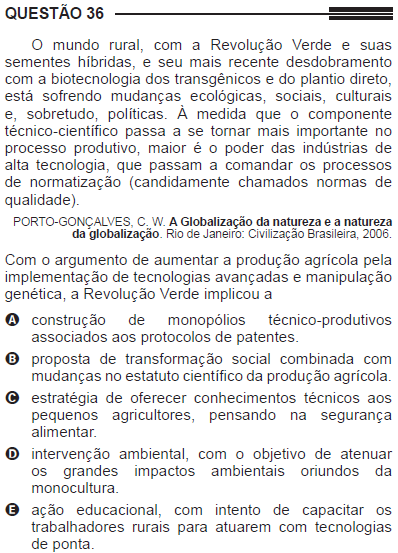 QUESTÃO 36
O mundo rural, com a Revolução Verde e suas
sementes híbridas, e seu mais recente desdobramento
com a biotecnologia dos transgênicos e do plantio direto,
está sofrendo mudanças ecológicas, sociais, culturais
e, sobretudo, políticas. À medida que o componente
técnico-científico passa a se tornar mais importante no
processo produtivo, maior é o poder das indústrias de
alta tecnologia, que passam a comandar os processos
de normatização (candidamente chamados normas de
qualidade).
PORTO-GONÇALVES, C. W. A Globalização da natureza e a natureza
da globalização. Rio de Janeiro: Civilização Brasileira, 2006.
Com o argumento de aumentar a produção agrícola pela
implementação de tecnologias avançadas e manipulação
genética, a Revolução Verde implicou a
A construção de monopólios técnico-produtivos
associados aos protocolos de patentes.
B proposta de transformação social combinada com
mudanças no estatuto científico da produção agrícola.
C estratégia de oferecer conhecimentos técnicos aos
pequenos agricultores, pensando na segurança
alimentar.
D intervenção ambiental, com o objetivo de atenuar
os grandes impactos ambientais oriundos da
monocultura.
E ação educacional, com intento de capacitar os
trabalhadores rurais para atuarem com tecnologias
de ponta.